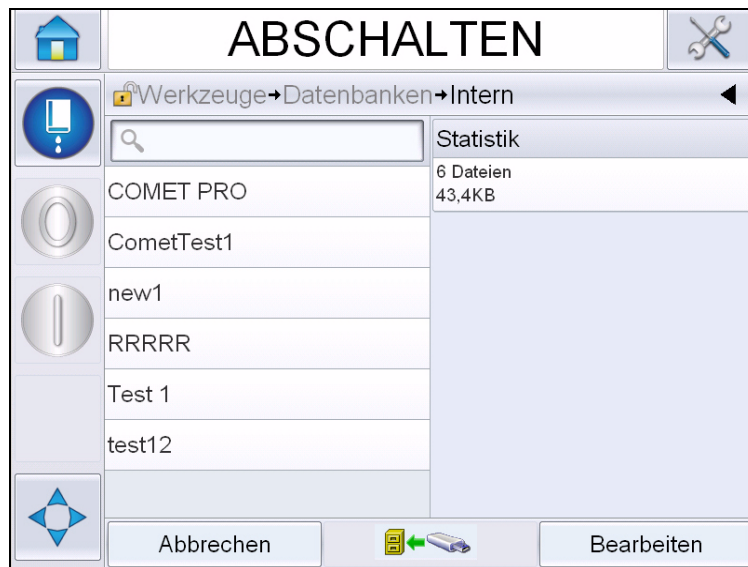 ABSCHALTEN
Werkzeuge→Datenbanken→Intern
Statistik
6 Dateien
43,4KB
COMET PRO
CometTest1
new1
RRRRR
Test 1
test12
Abbrechen
Bearbeiten